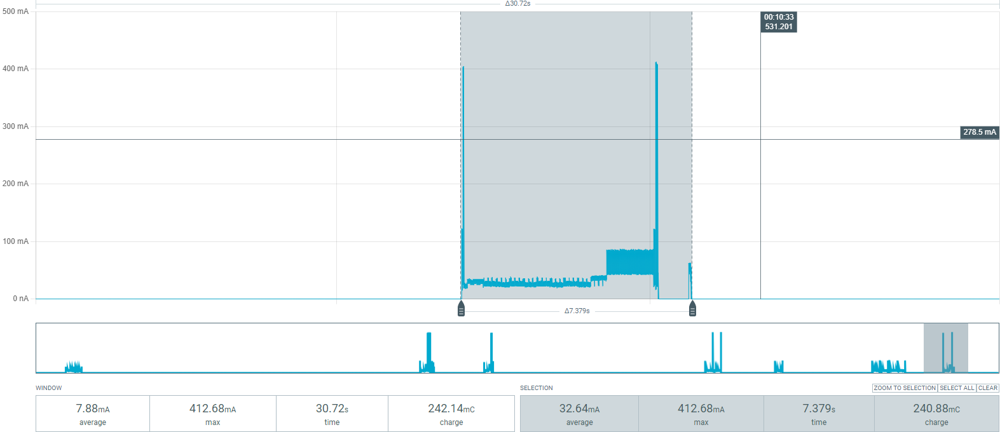 Δ30.72s
500 mA
00:10:33
531.201
400 mA
300 mA
278.5 mA
200 mA
100 mA
0 nA
Δ7.379s
WINDOW
SELECTION
ZOOM TO SELECTION SELECT ALL CLEAR
7.88mA 412.68mA 30.72s 242.14mC 32.64mA 412.68mA 7.379s 240.88mC
average max time charge average max time charge